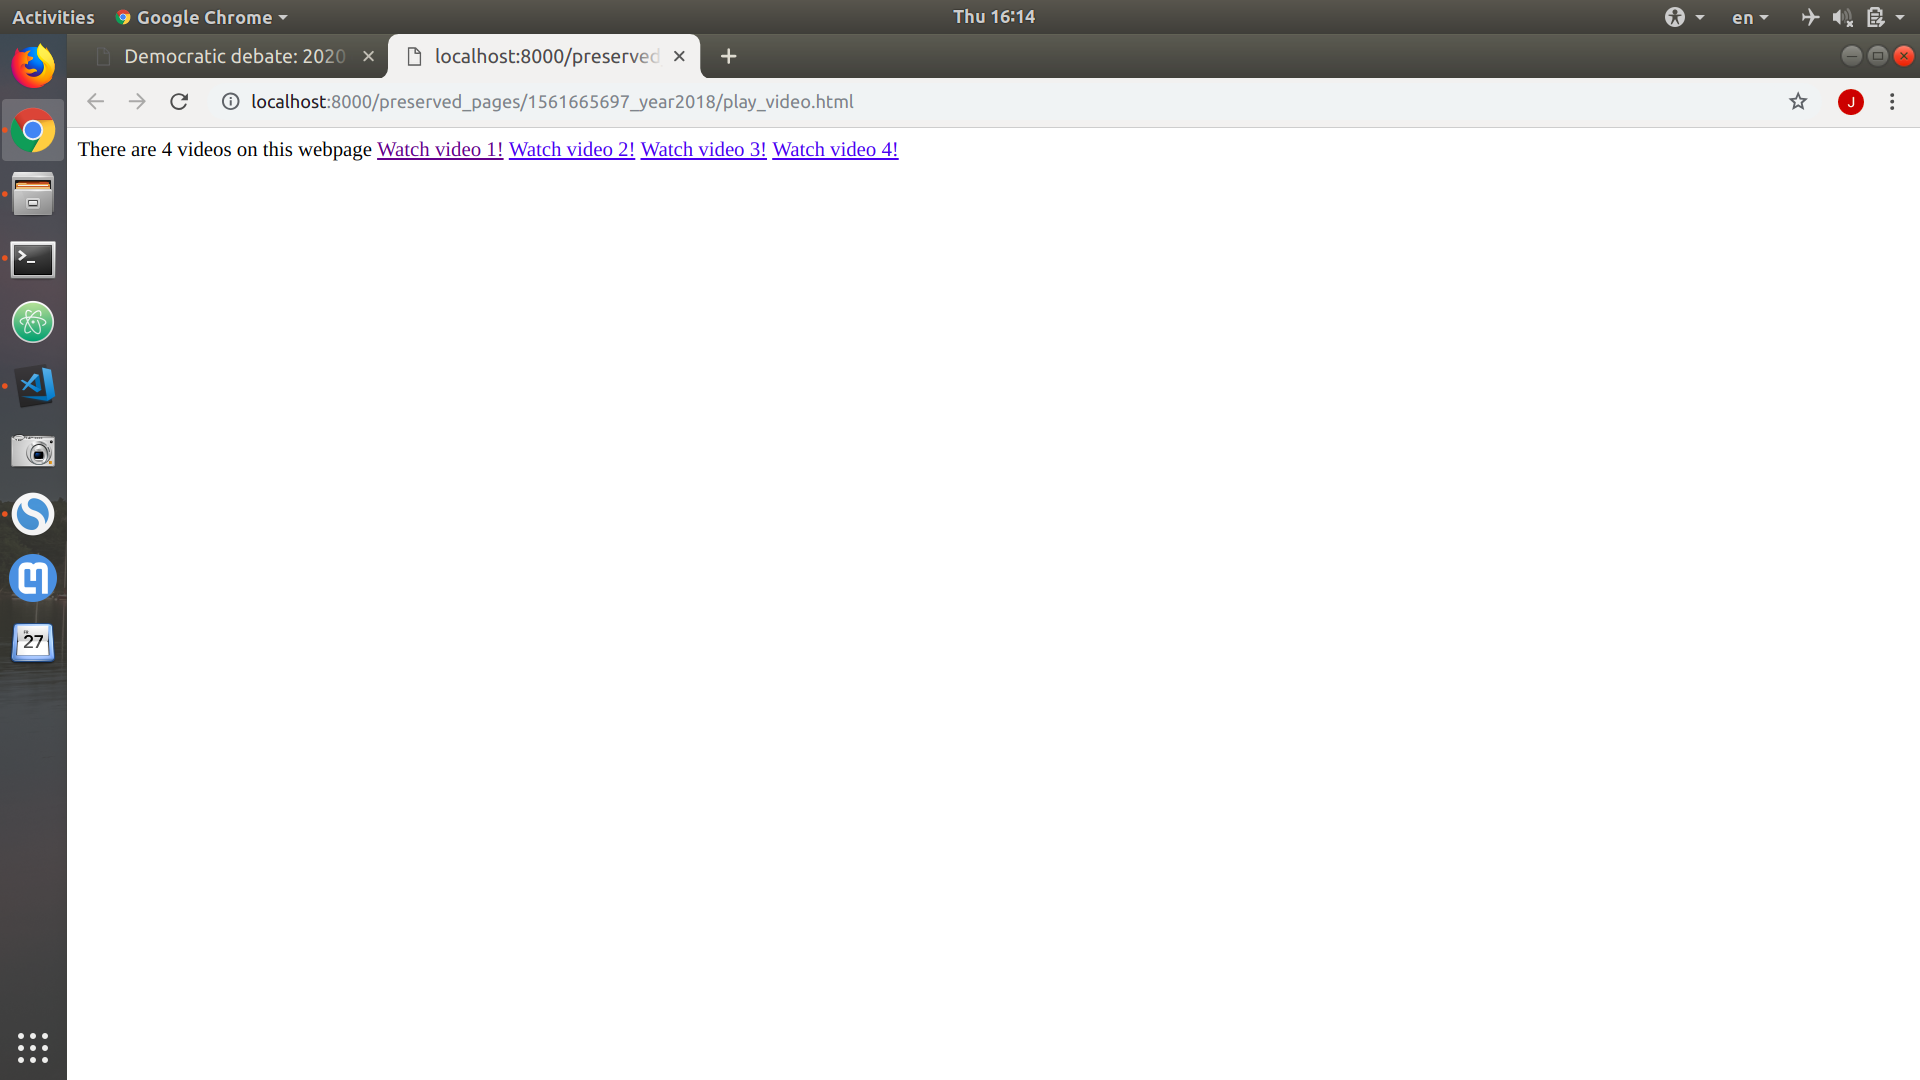 Activities Google Chrome Thu 16:14 en
Democratic debate: 2020 localhost:8000/preserved
localhost:8000/preserved_pages/1561665697_year2018/play_video.html J
There are 4 videos on this webpage Watch video 1! Watch video 2! Watch video 3! Watch video 4!
27